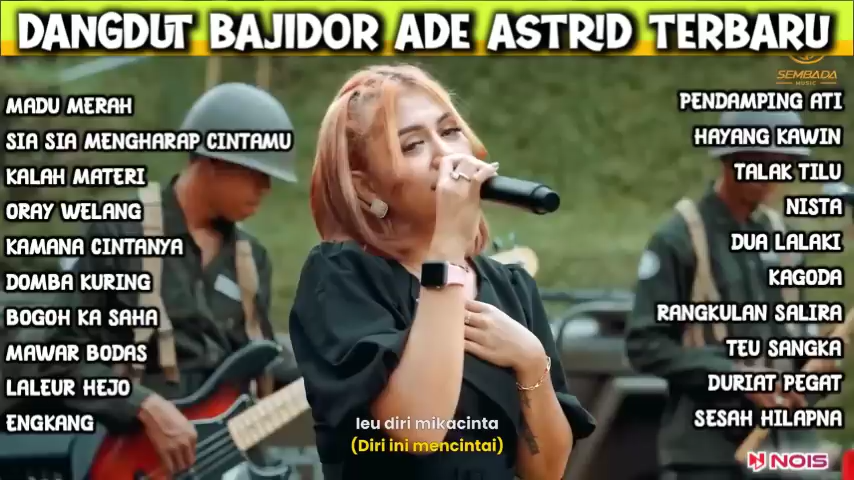 DANGDUT BAJIDOR ADE ASTRID TERBARU
SEMBADA
MUSIC
MADU MERAH
SIA SIA MENGHARAP CINTAMU
KALAH MATERI
ORAY WELANG
KAMANA CINTANYA
DOMBA KURING
BOGOH KA SAHA
MAWAR BODAS
LALEUR HEJO
ENGKANG
PENDAMPING ATI
HAYANG KAWIN
TALAK TILU
NISTA
DUA LALAKI
KAGODA
RANGKULAN SALIRA
TEU SANGKA
DURIAT PEGAT
SESAH HILAPNA
Ieu diri mikacinta
(Diri ini mencintai)
NOIS